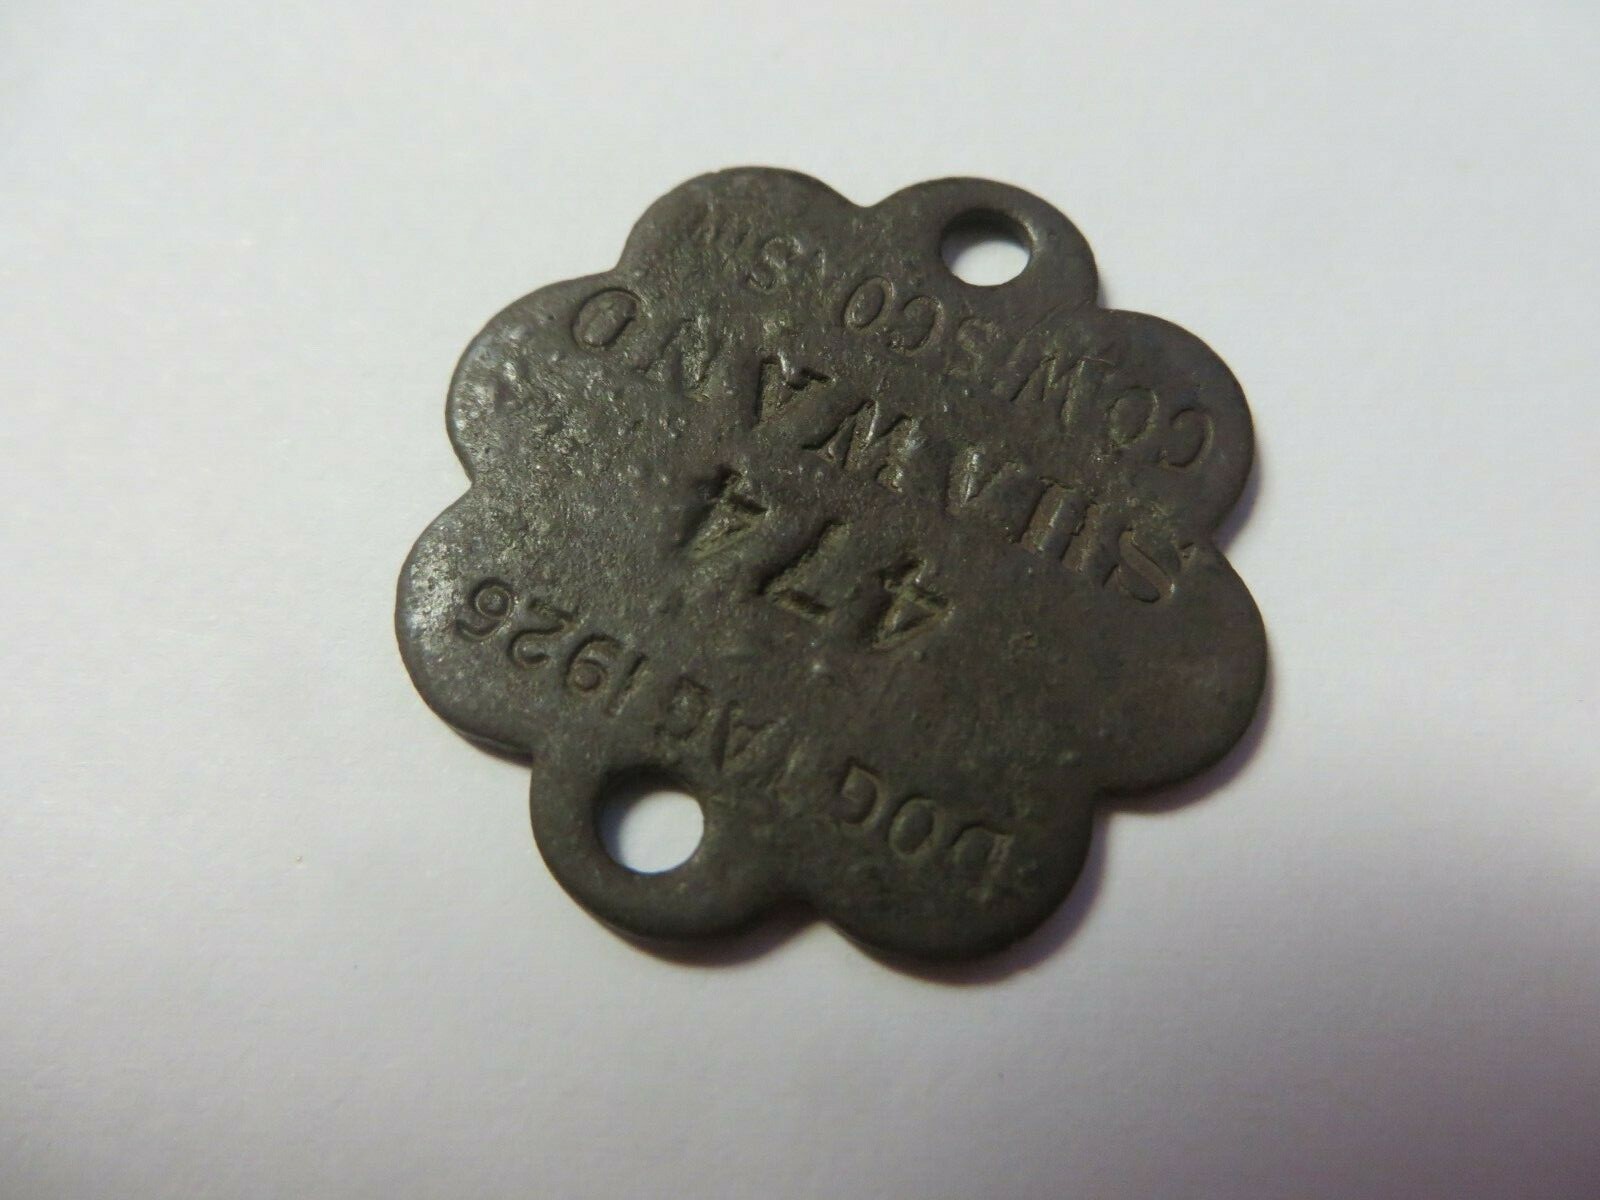 DOG TAG 1926
474
SHAWANO
CO WISCONSIN